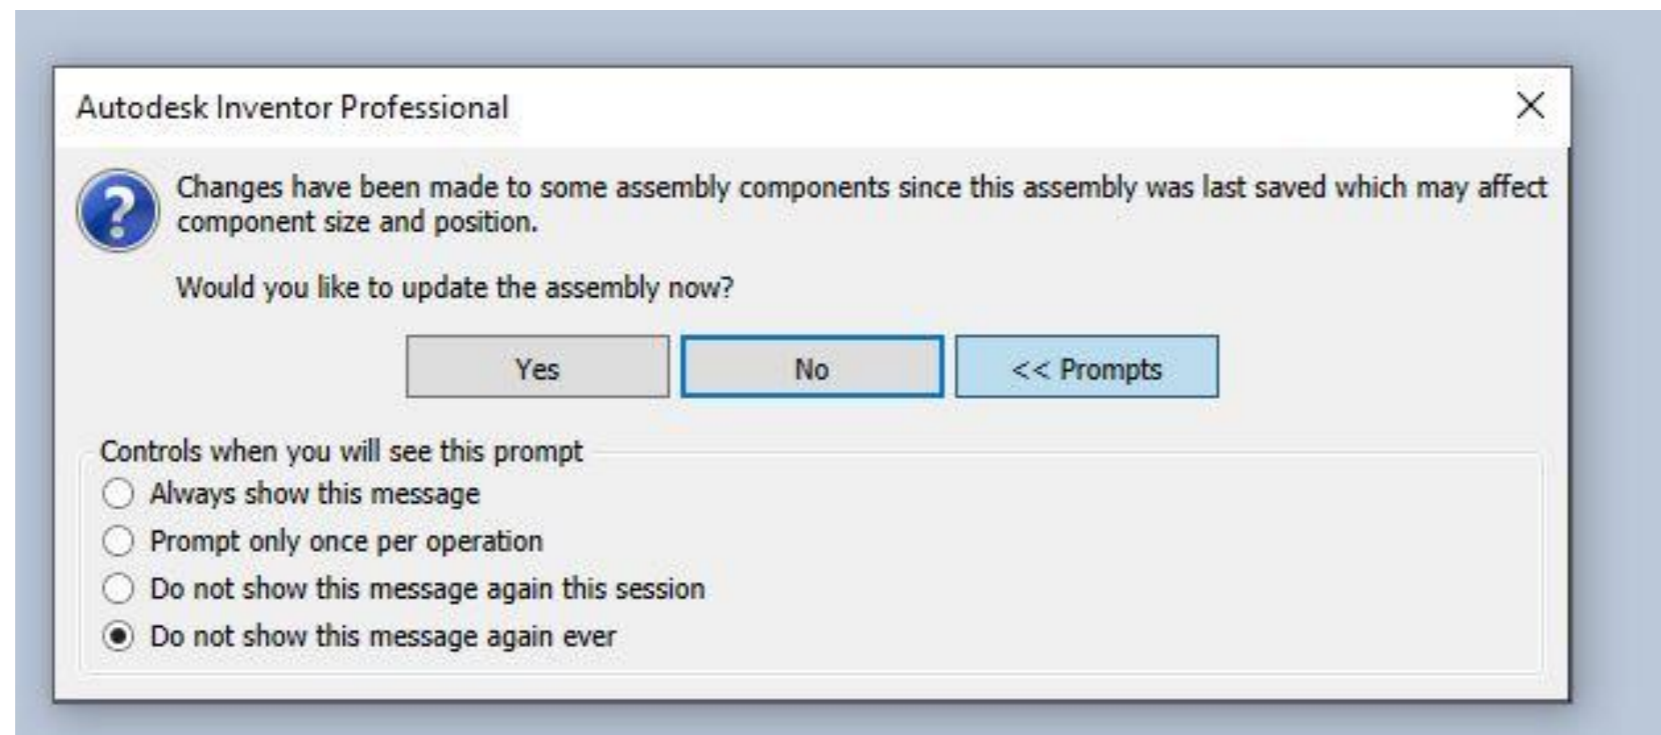 Autodesk Inventor Professional
Changes have been made to some assembly components since this assembly was last saved which may affect
component size and position.
Would you like to update the assembly now?
Yes No << Prompts
Controls when you will see this prompt
Always show this message
Prompt only once per operation
Do not show this message again this session
Do not show this message again ever